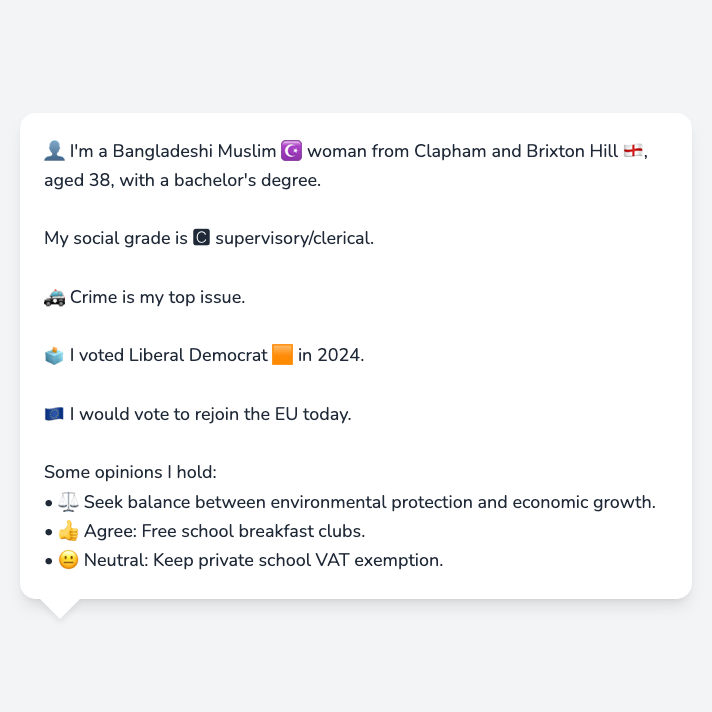 👤 I'm a Bangladeshi Muslim ☪️ woman from Clapham and Brixton Hill 🏴󠁧󠁢󠁥󠁮󠁧󠁿,
aged 38, with a bachelor's degree.
My social grade is 🅲 supervisory/clerical.
🚓 Crime is my top issue.
🗳️ I voted Liberal Democrat 🟧 in 2024.
🇪🇺 I would vote to rejoin the EU today.
Some opinions I hold:
• ⚖️ Seek balance between environmental protection and economic growth.
• 👍 Agree: Free school breakfast clubs.
• 😐 Neutral: Keep private school VAT exemption.